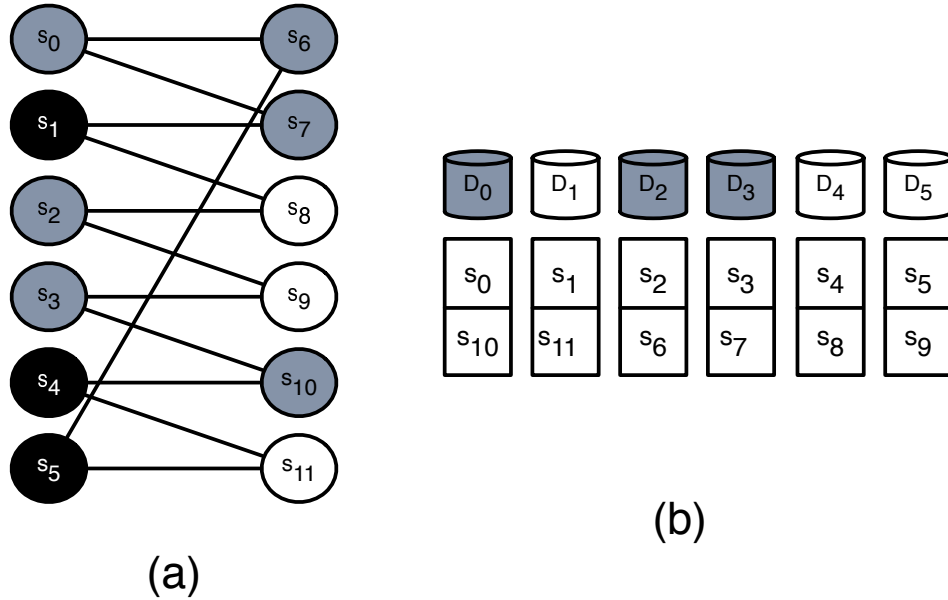 s0 s6
s1 s7
s2 s8
s3 s9
s4 s10
s5 s11
(a)
D0 D1 D2 D3 D4 D5
s0 s1 s2 s3 s4 s5
s10 s11 s6 s7 s8 s9
(b)